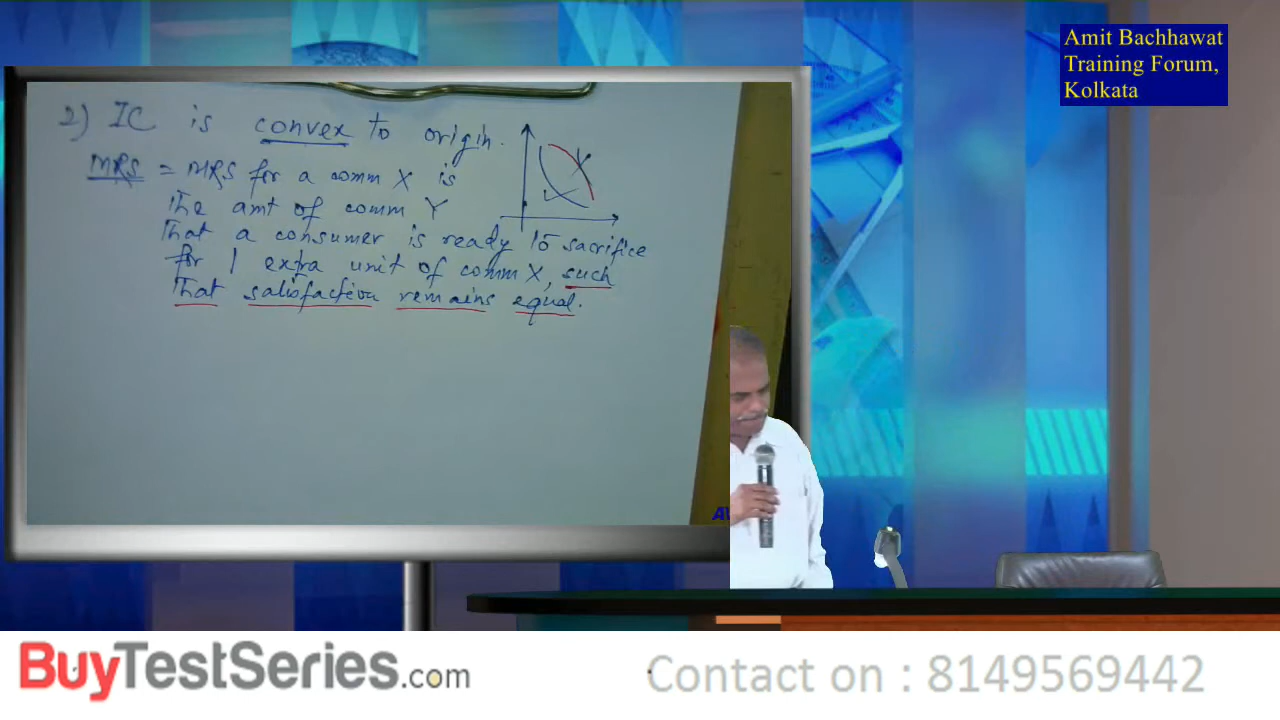 Amit Bachhawat
Training Forum,
Kolkata
2) IC is convex to origin.
MRS = MRS for a comm X is
the amt of comm Y
that a consumer is ready to sacrifice
for 1 extra unit of comm X, such
that satisfaction remains equal.
BuyTestSeries.com
Contact on : 8149569442